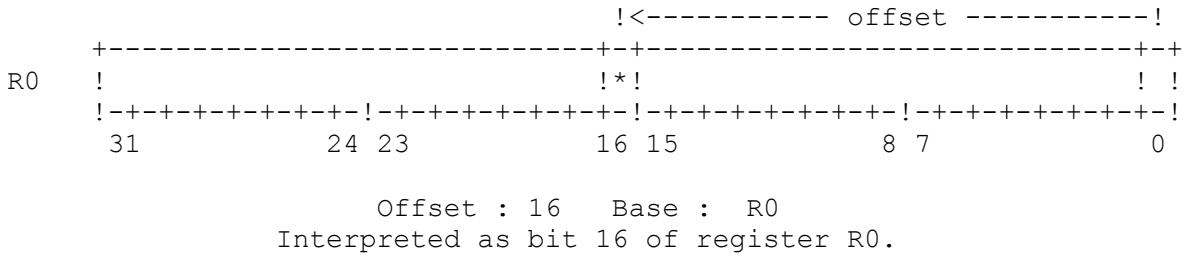 !<----------- offset -----------!
     +-----------------------------+-+-----------------------------+-+
R0   !                             !*!                             ! !
     !-+-+-+-+-+-+-+-!-+-+-+-+-+-+-+-!-+-+-+-+-+-+-+-!-+-+-+-+-+-+-+-!
      31            24 23           16 15            8 7             0
Offset : 16   Base :  R0
Interpreted as bit 16 of register R0.